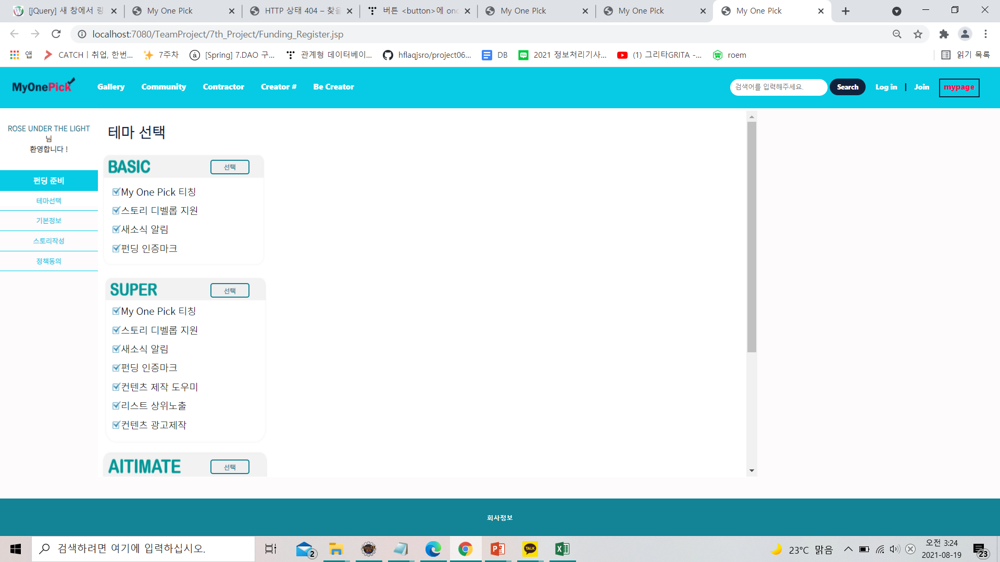 [jQuery] 새 창에서 링
My One Pick
HTTP 상태 404 – 찾을
버튼 <button>에 onc
My One Pick
My One Pick
My One Pick
localhost:7080/TeamProject/7th_Project/Funding_Register.jsp
앱
CATCH | 취업, 한번...
7주차
[Spring] 7.DAO 구...
관계형 데이터베이...
hflaqjsro/project06...
DB
2021 정보처리기사...
(1) 그리타GRITA -...
roem
읽기 목록
MyOnePick
Gallery
Community
Contractor
Creator #
Be Creator
검색어를 입력해주세요.
Search
Log in | Join
mypage
ROSE UNDER THE LIGHT
님
환영합니다 !
펀딩 준비
테마선택
기본정보
스토리작성
정책동의
테마 선택
BASIC
선택
My One Pick 티칭
스토리 디벨롭 지원
새소식 알림
펀딩 인증마크
SUPER
선택
My One Pick 티칭
스토리 디벨롭 지원
새소식 알림
펀딩 인증마크
컨텐츠 제작 도우미
리스트 상위노출
컨텐츠 광고제작
AITIMATE
선택
회사정보
검색하려면 여기에 입력하십시오.
2
TALK
23°C 맑음
오전 3:24
2021-08-19
23